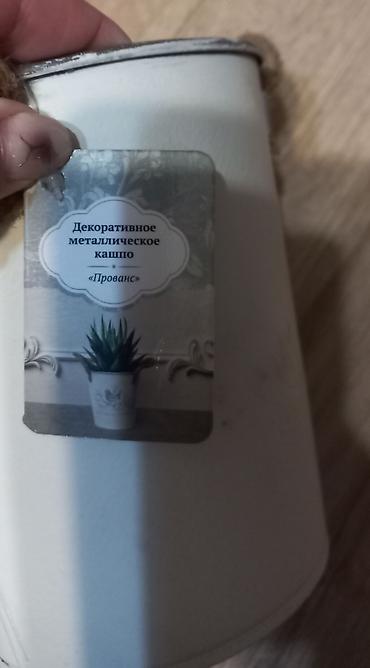 Декоративное
металлическое
кашпо
«Прованс»